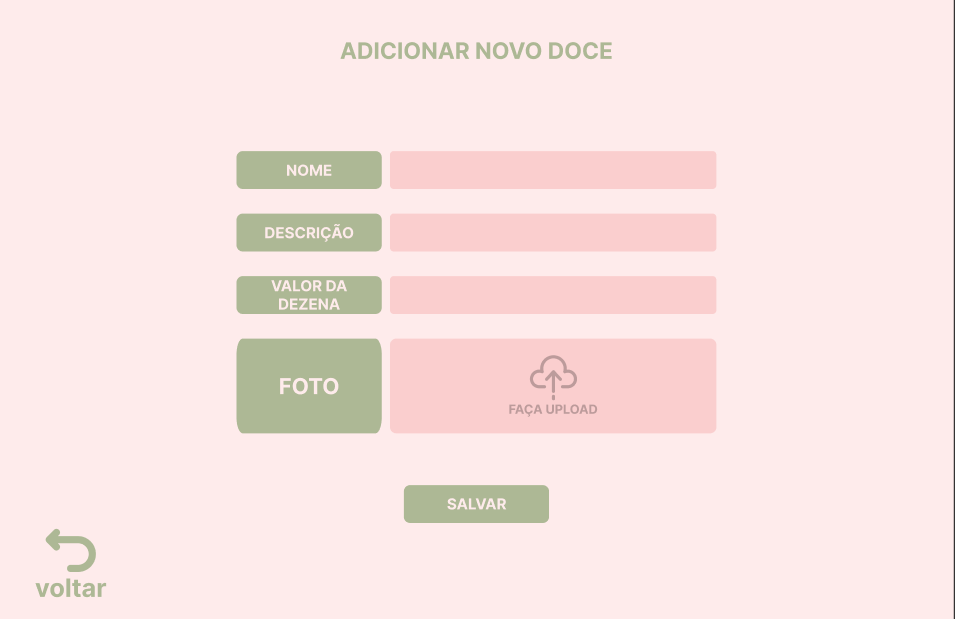 ADICIONAR NOVO DOCE
NOME
DESCRIÇÃO
VALOR DA
DEZENA
FOTO
FAÇA UPLOAD
SALVAR
voltar